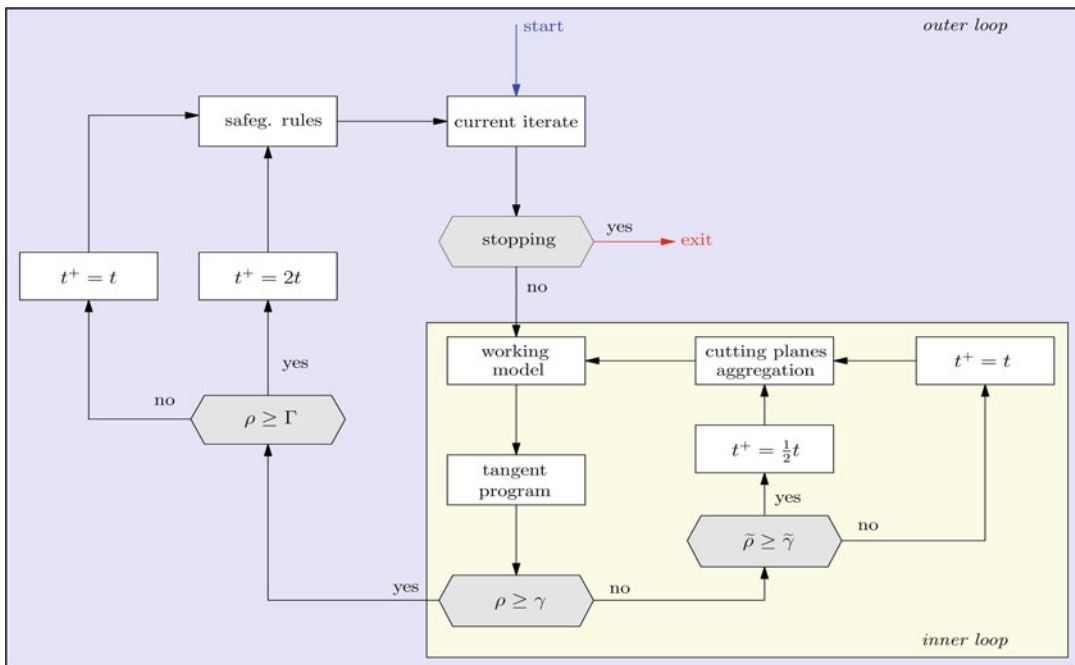 start
outer loop
safeg. rules
current iterate
stopping
yes
exit
no
t⁺ = t
t⁺ = 2t
yes
no
ρ ≥ Γ
working
model
cutting planes
aggregation
t⁺ = t
t⁺ = ½t
tangent
program
yes
no
ρ̃ ≥ γ̃
yes
no
ρ ≥ γ
inner loop